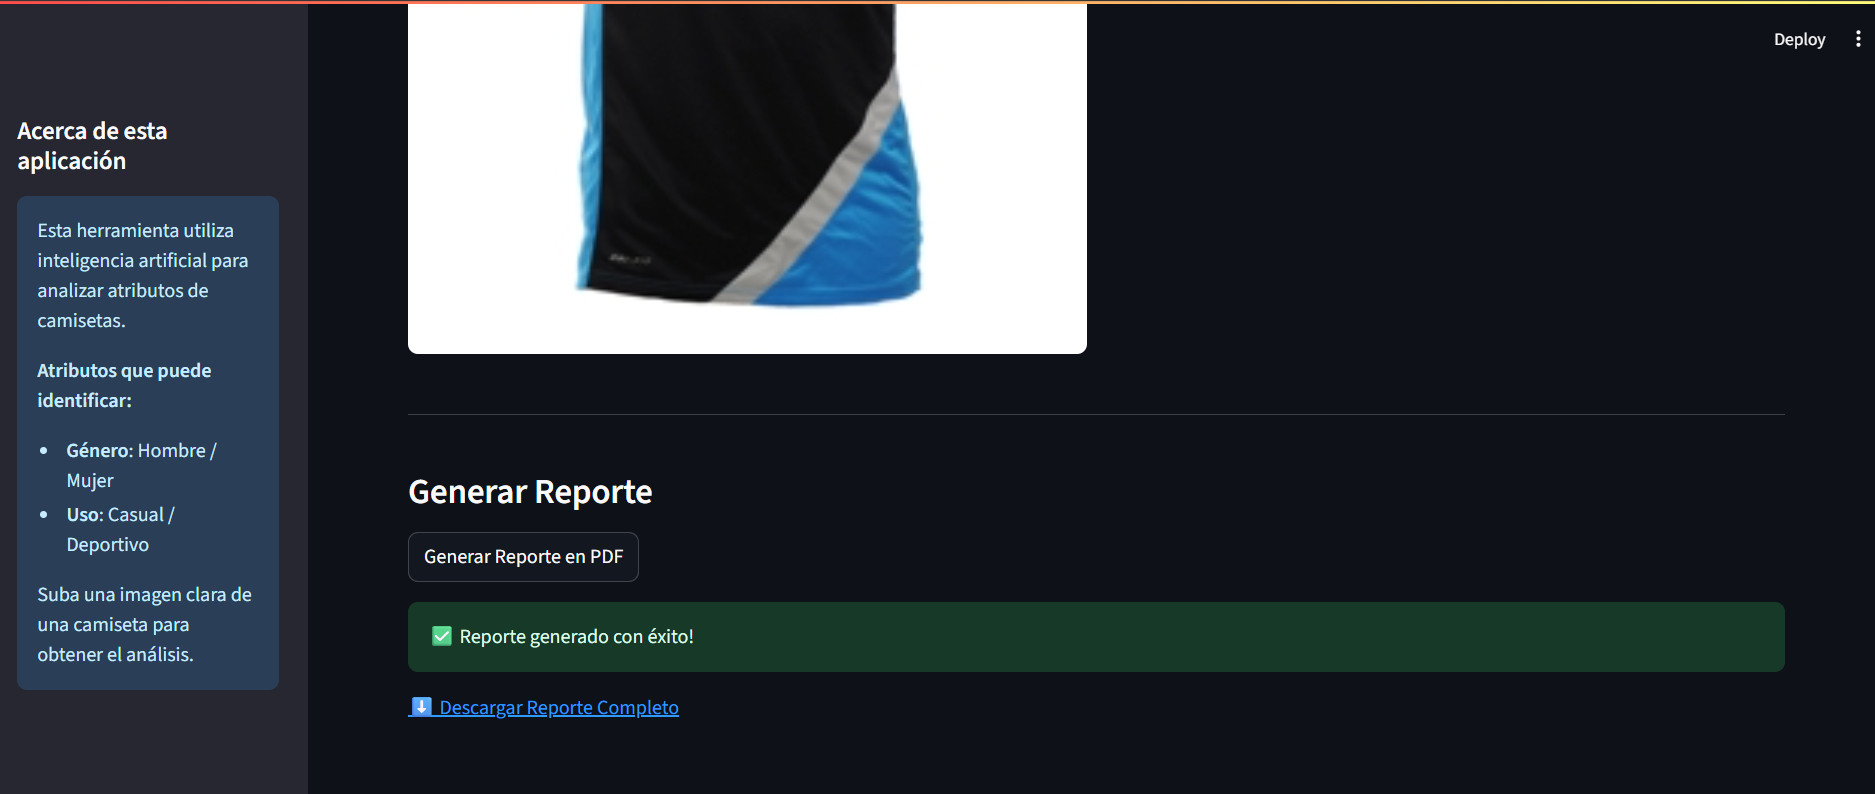 Deploy
Acerca de esta
aplicación
Esta herramienta utiliza
inteligencia artificial para
analizar atributos de
camisetas.
Atributos que puede
identificar:
Género: Hombre /
Mujer
Uso: Casual /
Deportivo
Suba una imagen clara de
una camiseta para
obtener el análisis.
Generar Reporte
Generar Reporte en PDF
✅ Reporte generado con éxito!
⬇️ Descargar Reporte Completo